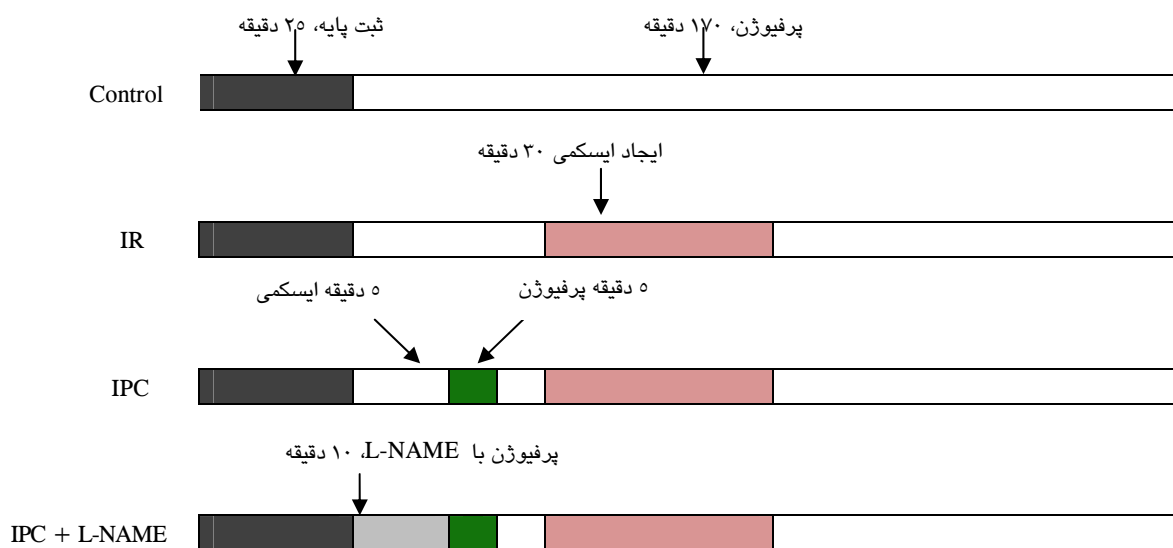 ثبت پایه، ۲۵ دقیقه
پرفیوژن، ۱۷۰ دقیقه
Control
ایجاد ایسکمی ۳۰ دقیقه
IR
۵ دقیقه ایسکمی
۵ دقیقه پرفیوژن
IPC
پرفیوژن با L-NAME، ۱۰ دقیقه
IPC + L-NAME